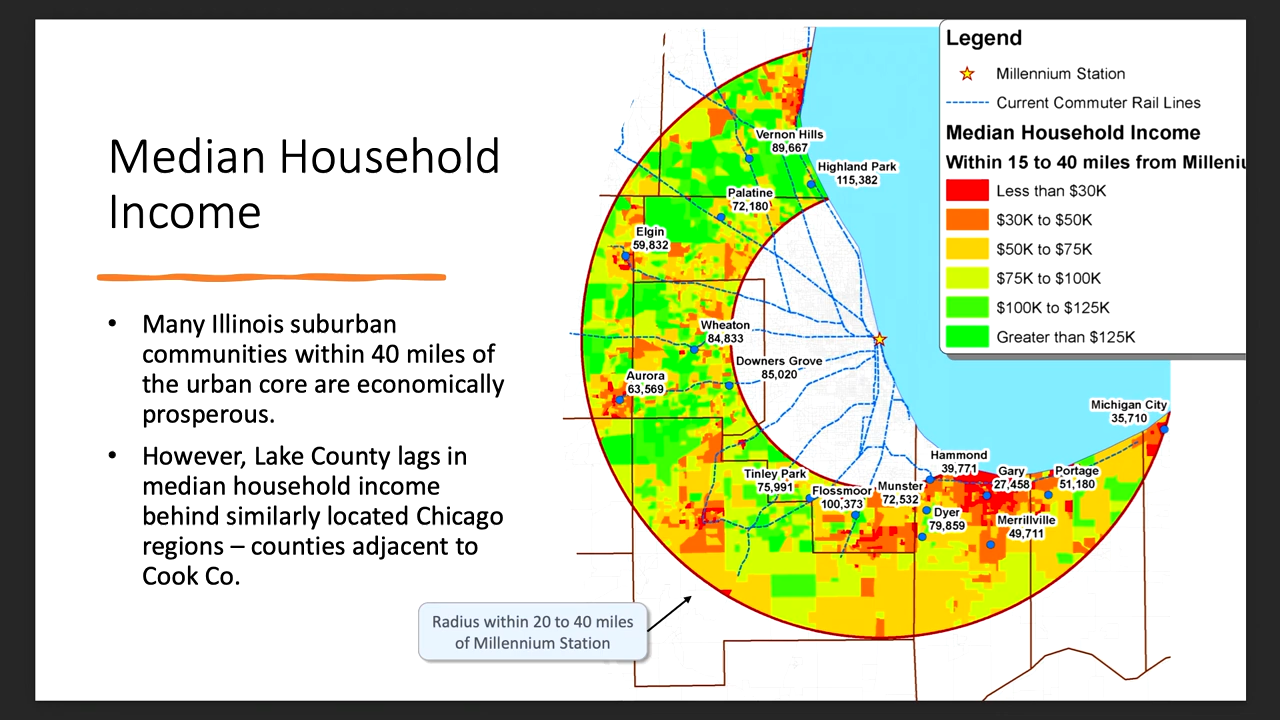 Median Household
Income
• Many Illinois suburban
communities within 40 miles of
the urban core are economically
prosperous.
• However, Lake County lags in
median household income
behind similarly located Chicago
regions – counties adjacent to
Cook Co.
Radius within 20 to 40 miles
of Millennium Station
Vernon Hills
89,667
Highland Park
115,382
Palatine
72,180
Elgin
59,832
Wheaton
84,833
Downers Grove
85,020
Aurora
63,569
Michigan City
35,710
Hammond
39,771
Gary
27,458
Portage
51,180
Tinley Park
75,991
Flossmoor
100,373
Munster
72,532
Dyer
79,859
Merrillville
49,711
Legend
Millennium Station
Current Commuter Rail Lines
Median Household Income
Within 15 to 40 miles from Milleniu
Less than $30K
$30K to $50K
$50K to $75K
$75K to $100K
$100K to $125K
Greater than $125K